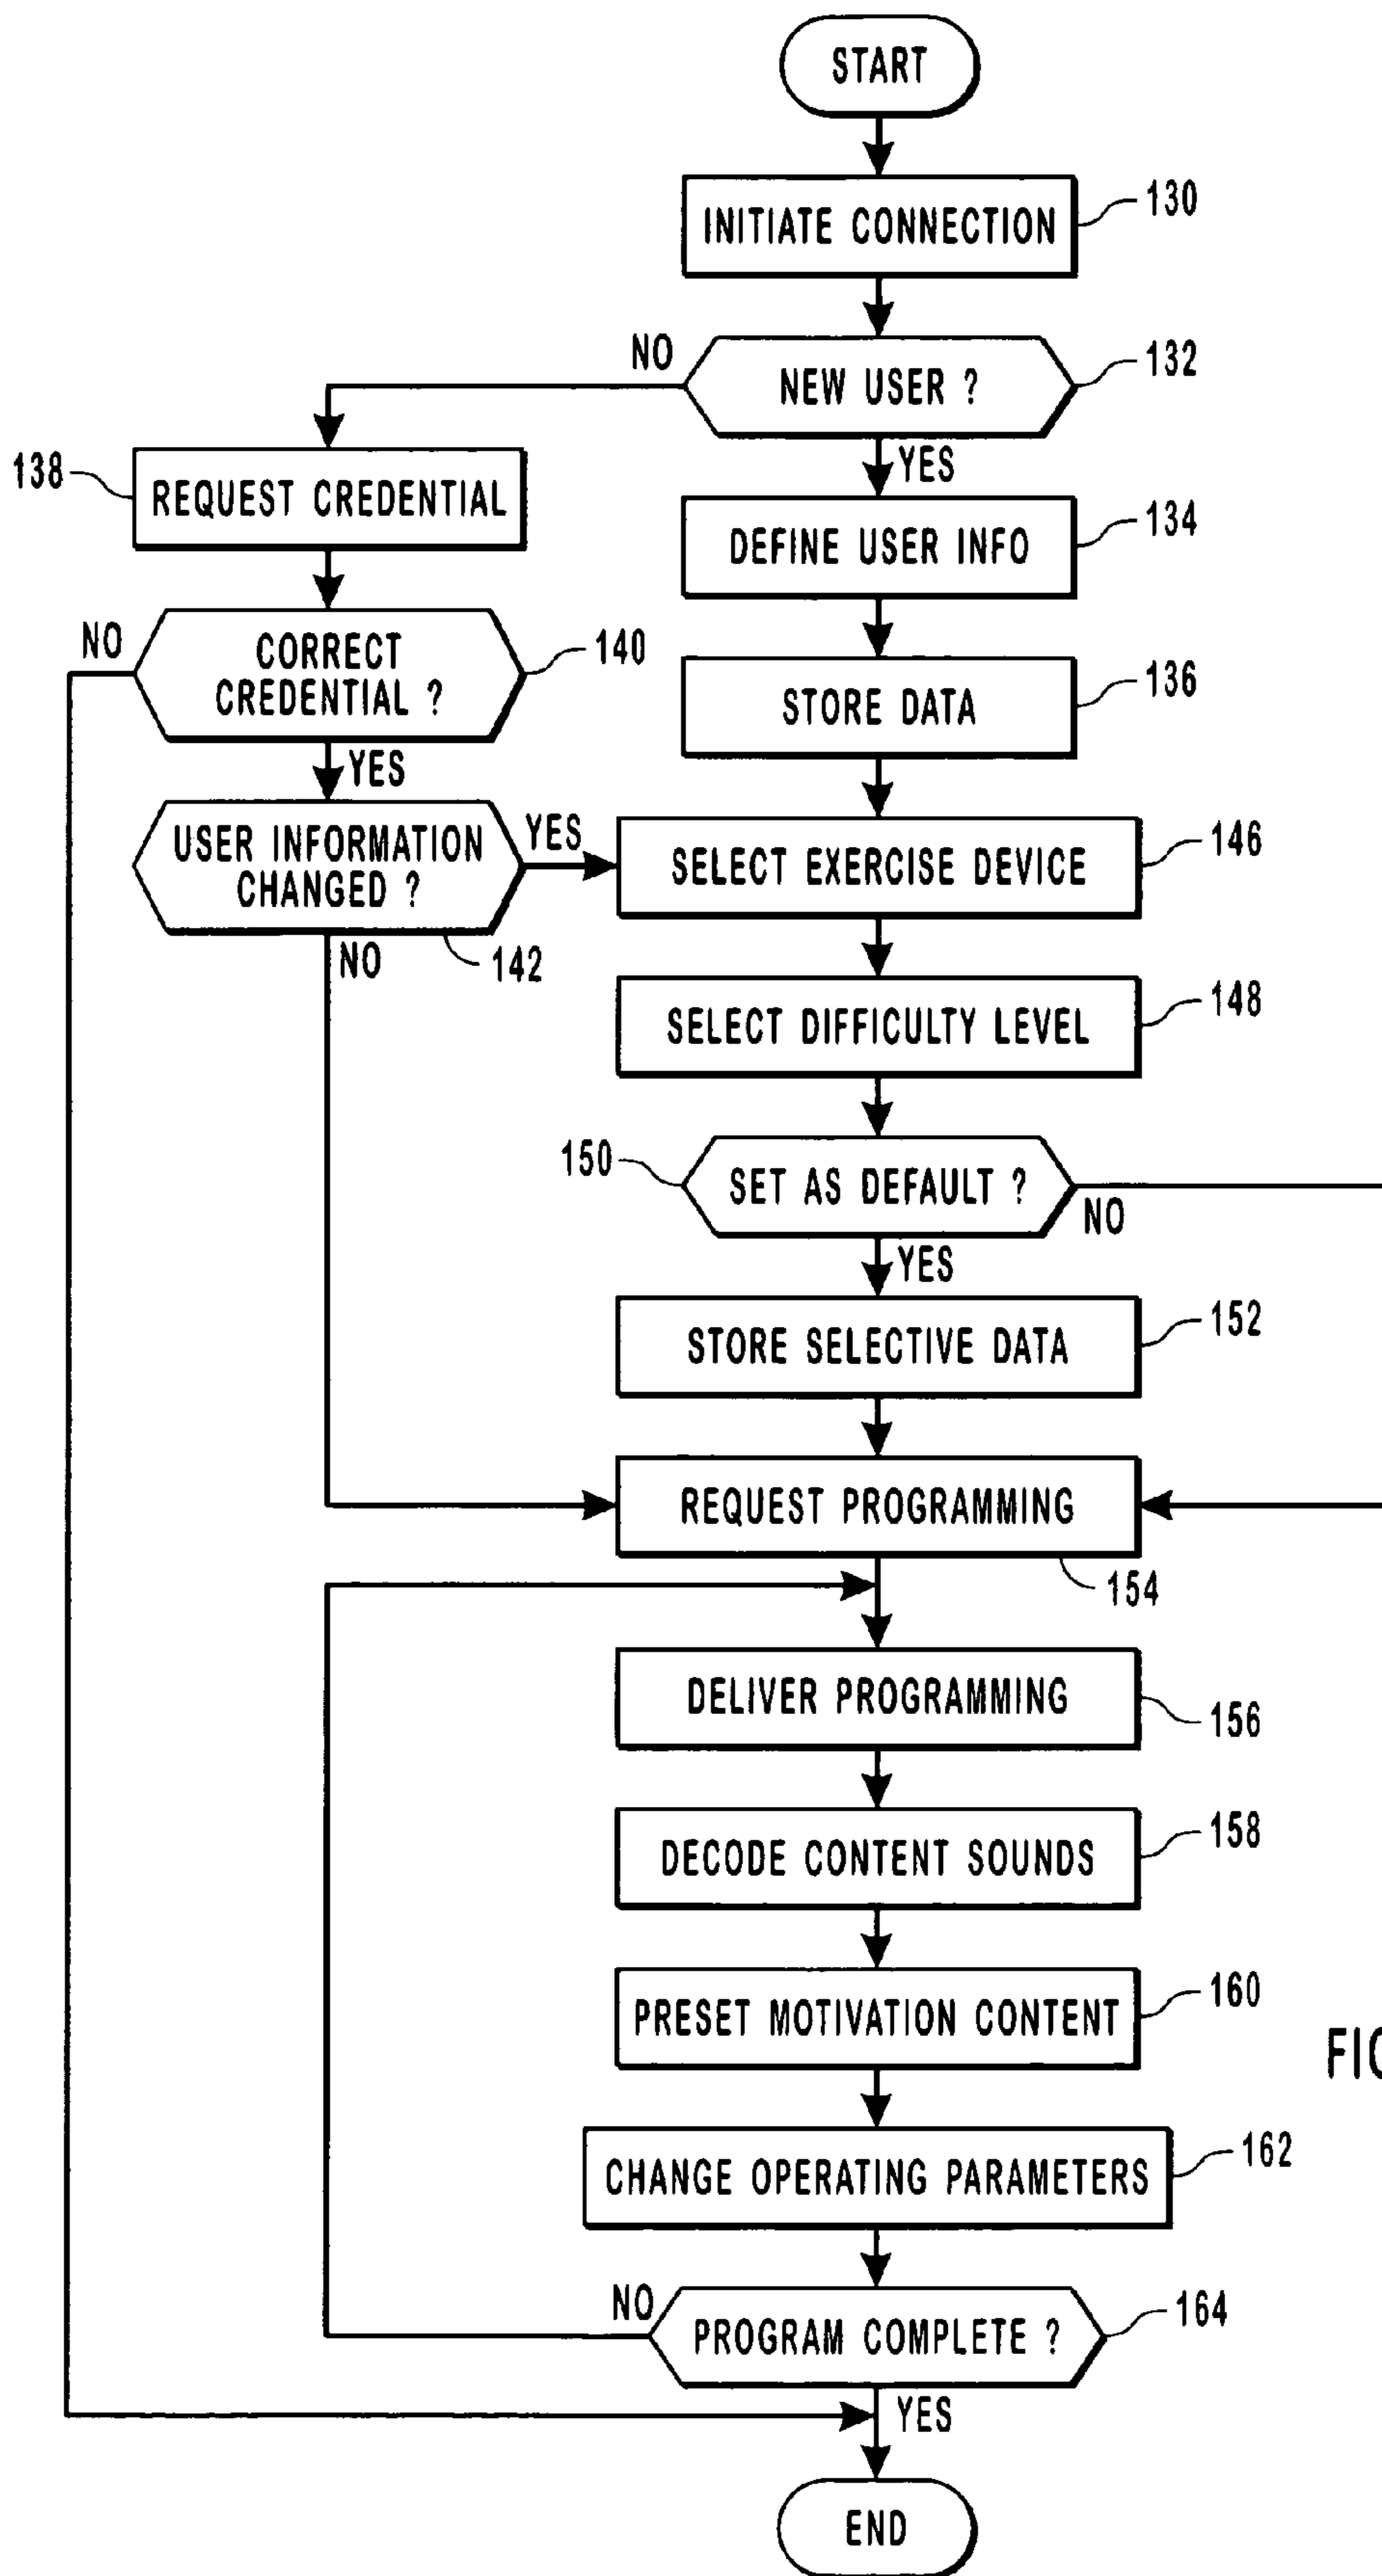 START
INITIATE CONNECTION
130
NO
NEW USER ?
132
YES
138
REQUEST CREDENTIAL
DEFINE USER INFO
134
NO
CORRECT
CREDENTIAL ?
140
STORE DATA
136
YES
USER INFORMATION
CHANGED ?
YES
SELECT EXERCISE DEVICE
146
NO
142
SELECT DIFFICULTY LEVEL
148
150
SET AS DEFAULT ?
NO
YES
STORE SELECTIVE DATA
152
REQUEST PROGRAMMING
154
DELIVER PROGRAMMING
156
DECODE CONTENT SOUNDS
158
PRESET MOTIVATION CONTENT
160
CHANGE OPERATING PARAMETERS
162
NO
PROGRAM COMPLETE ?
164
YES
END